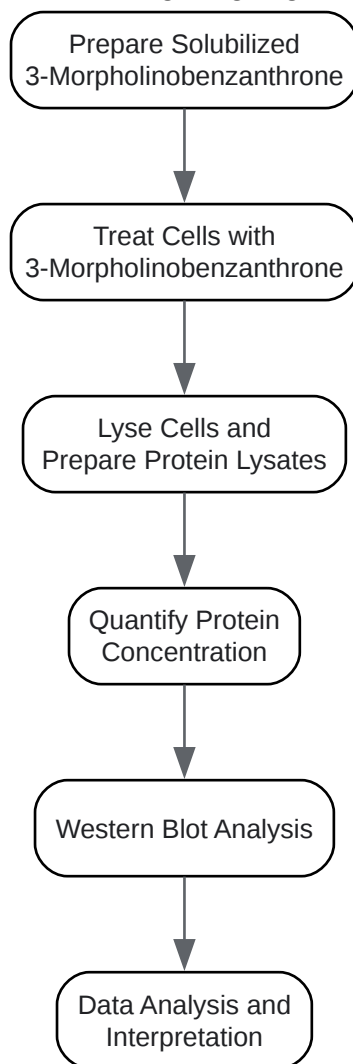 Prepare Solubilized
3-Morpholinobenzanthrone
Treat Cells with
3-Morpholinobenzanthrone
Lyse Cells and
Prepare Protein Lysates
Quantify Protein
Concentration
Western Blot Analysis
Data Analysis and
Interpretation